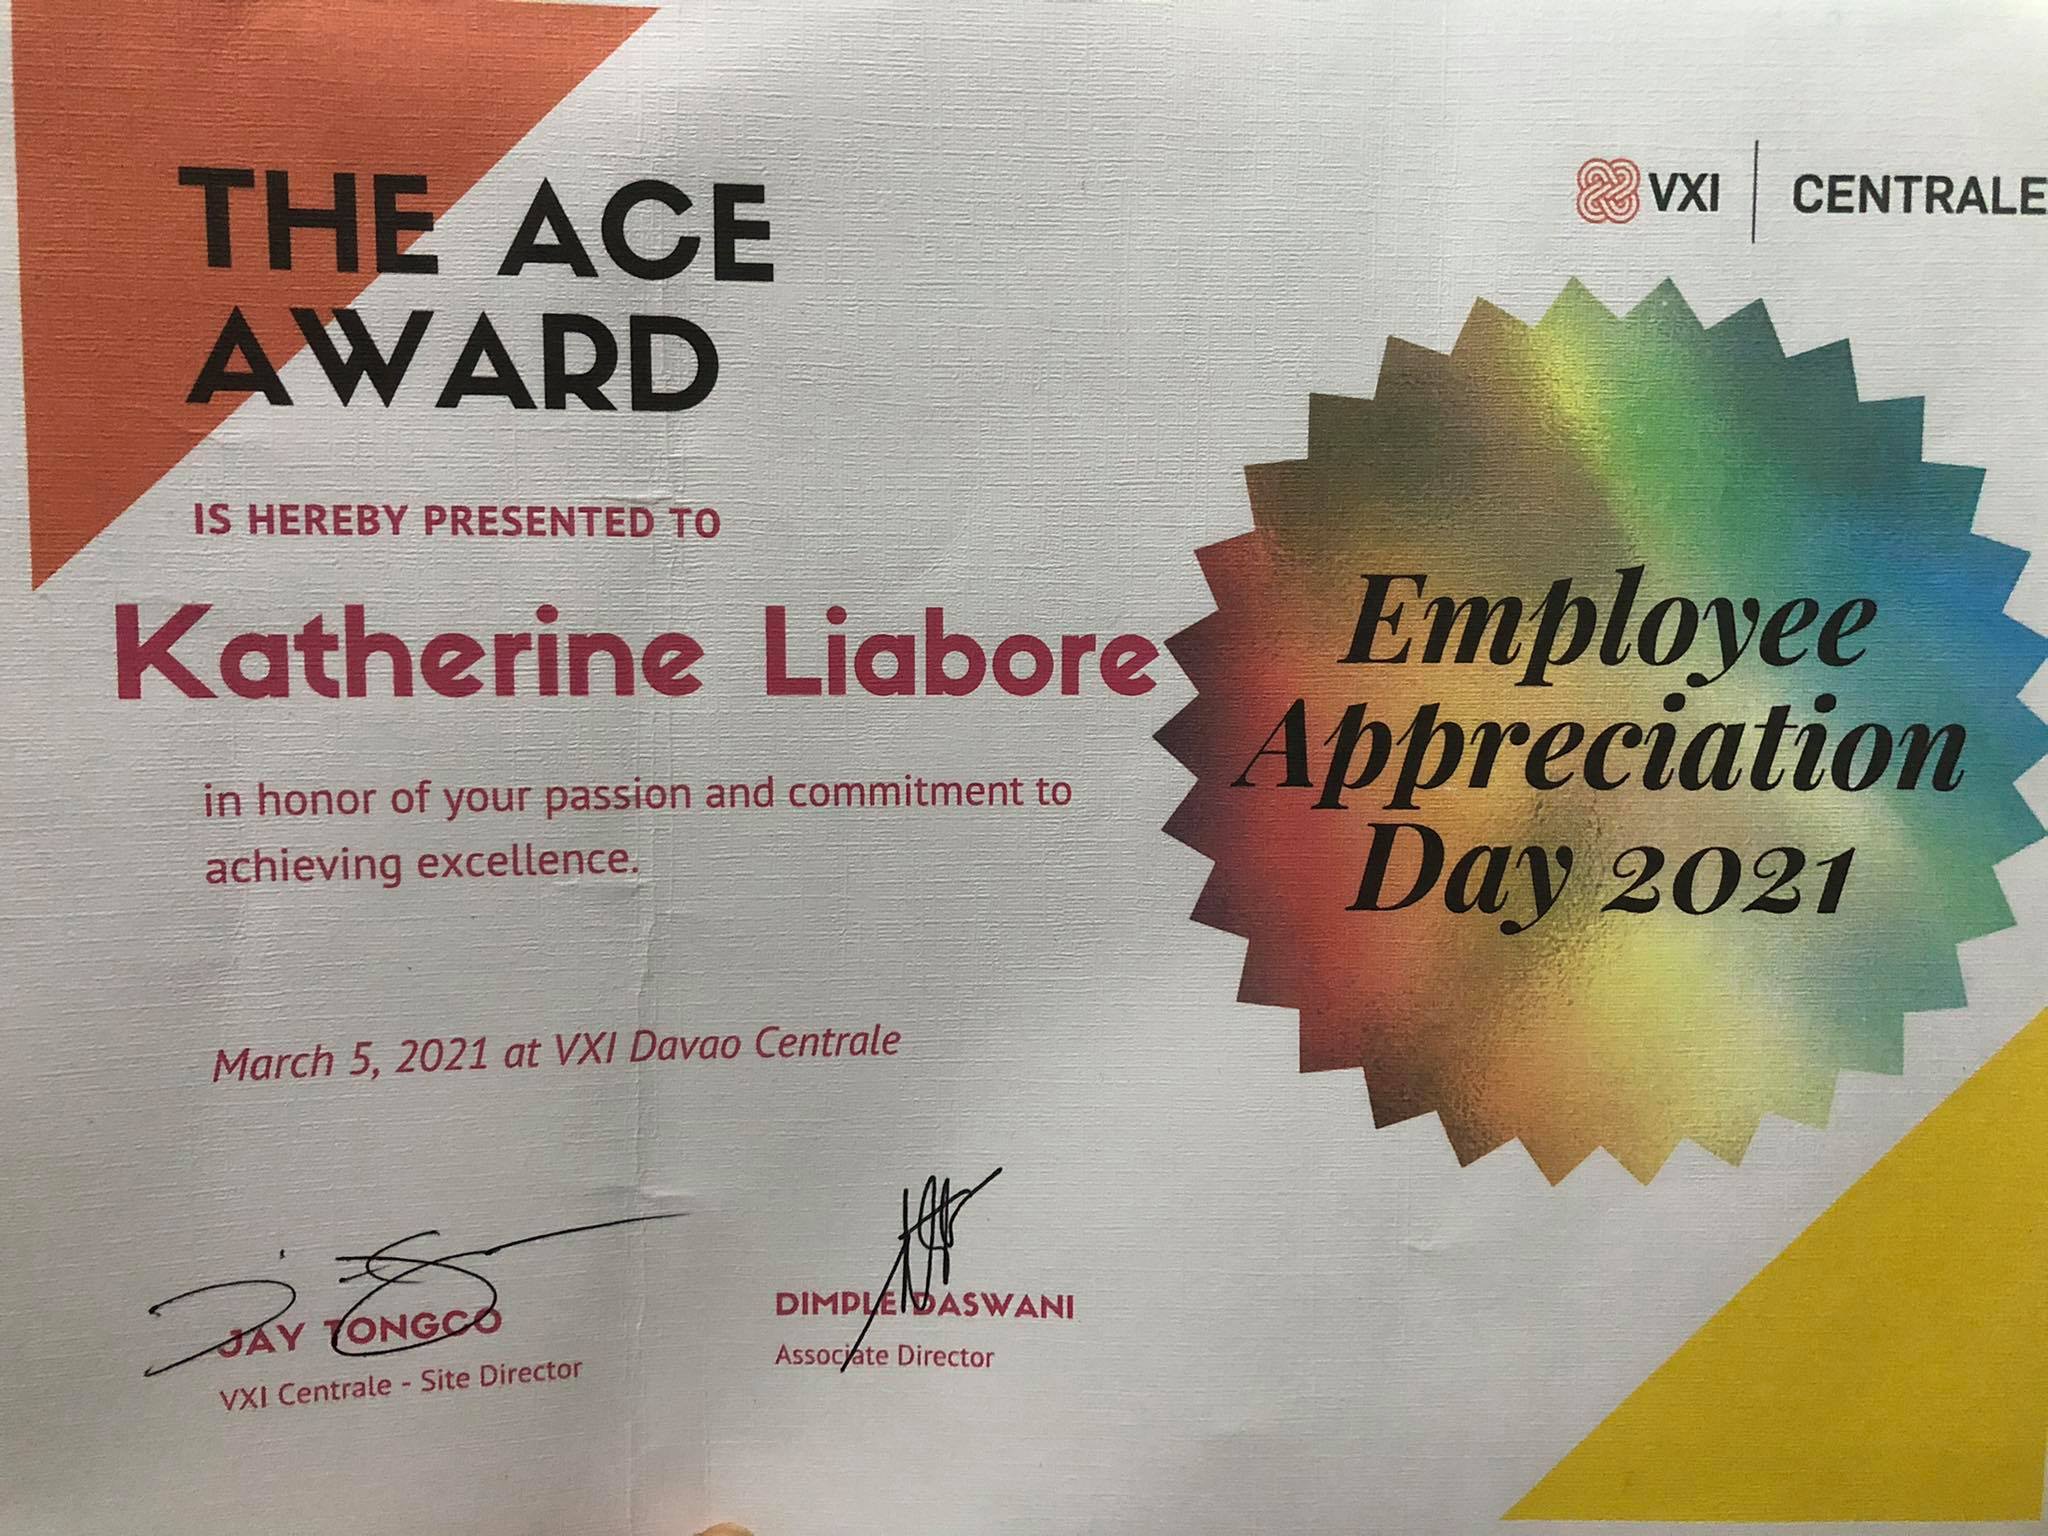 THE ACE
AWARD
IS HEREBY PRESENTED TO
Katherine Liabore
in honor of your passion and commitment to
achieving excellence.
March 5, 2021 at VXI Davao Centrale
JAY TONGCO
VXI Centrale - Site Director
DIMPLE DASWANI
Associate Director
VXI | CENTRALE
Employee
Appreciation
Day 2021